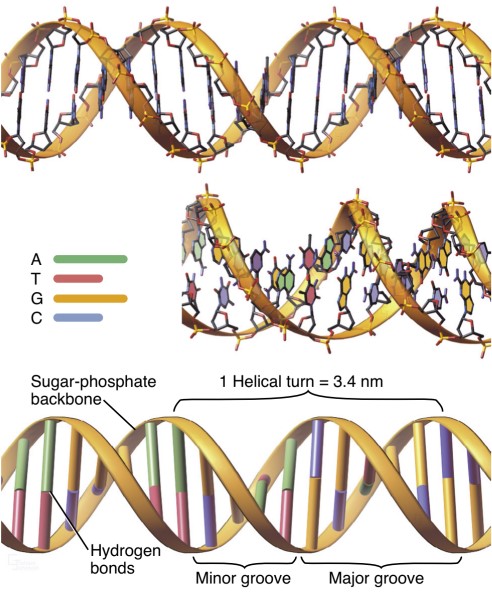 A
T
G
C
Sugar-phosphate
backbone
1 Helical turn = 3.4 nm
Hydrogen
bonds
Minor groove
Major groove